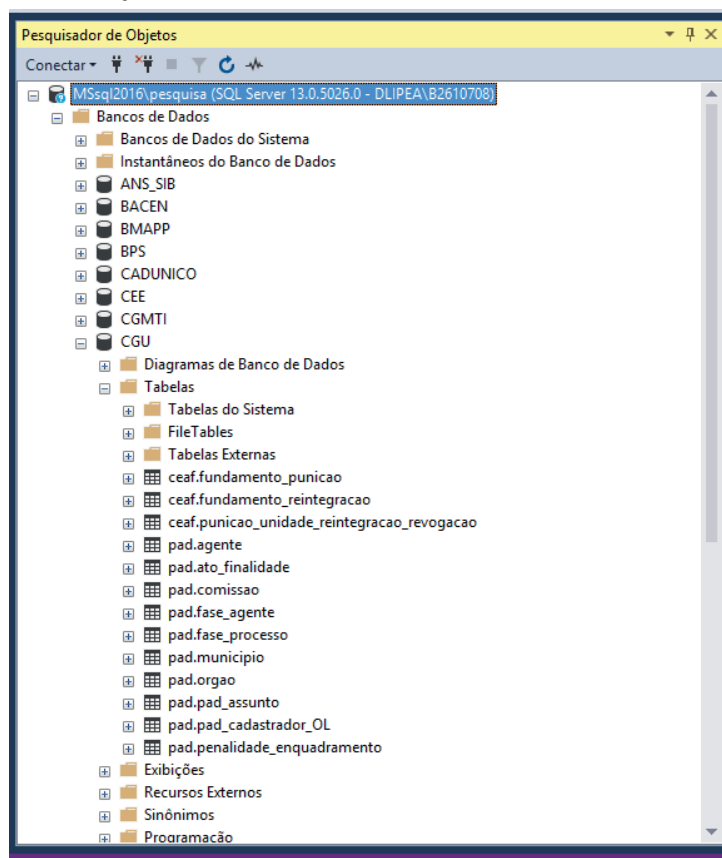 Pesquisador de Objetos
Conectar
MSsql2016\pesquisa (SQL Server 13.0.5026.0 - DLIPEA\B2610708)
Bancos de Dados
Bancos de Dados do Sistema
Instantâneos do Banco de Dados
ANS_SIB
BACEN
BMAPP
BPS
CADUNICO
CEE
CGMTI
CGU
Diagramas de Banco de Dados
Tabelas
Tabelas do Sistema
FileTables
Tabelas Externas
ceaf.fundamento_punicao
ceaf.fundamento_reintegracao
ceaf.punicao_unidade_reintegracao_revogacao
pad.agente
pad.ato_finalidade
pad.comissao
pad.fase_agente
pad.fase_processo
pad.municipio
pad.orgao
pad.pad_assunto
pad.pad_cadastrador_OL
pad.penalidade_enquadramento
Exibições
Recursos Externos
Sinônimos
Programação